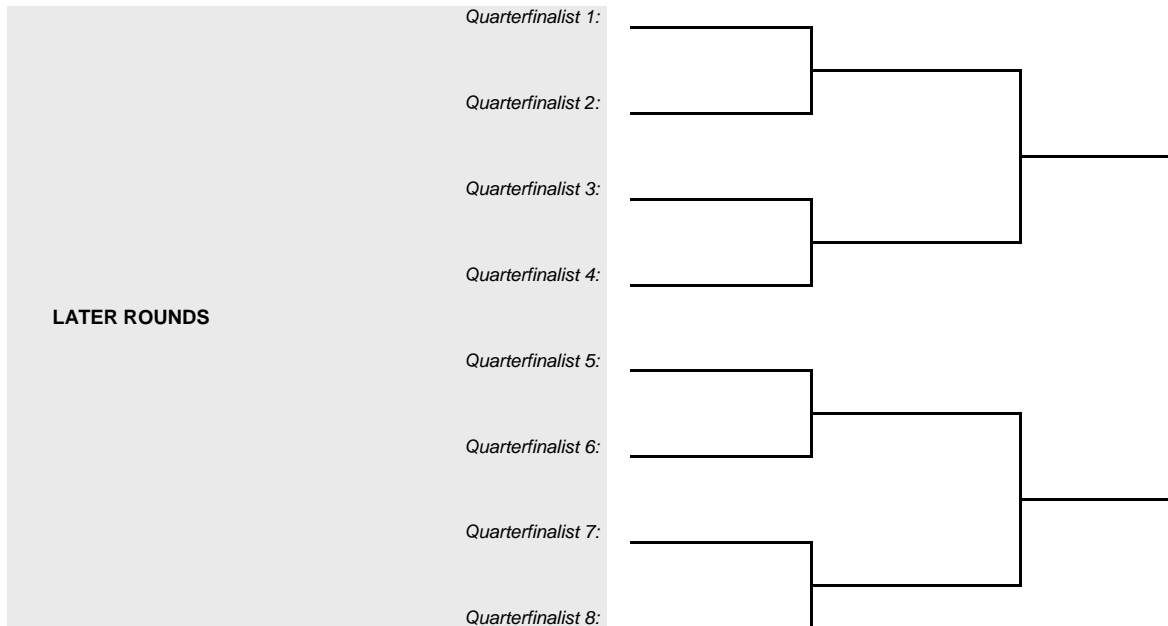 Quarterfinalist 1:
Quarterfinalist 2:
Quarterfinalist 3:
Quarterfinalist 4:
LATER ROUNDS
Quarterfinalist 5:
Quarterfinalist 6:
Quarterfinalist 7:
Quarterfinalist 8: